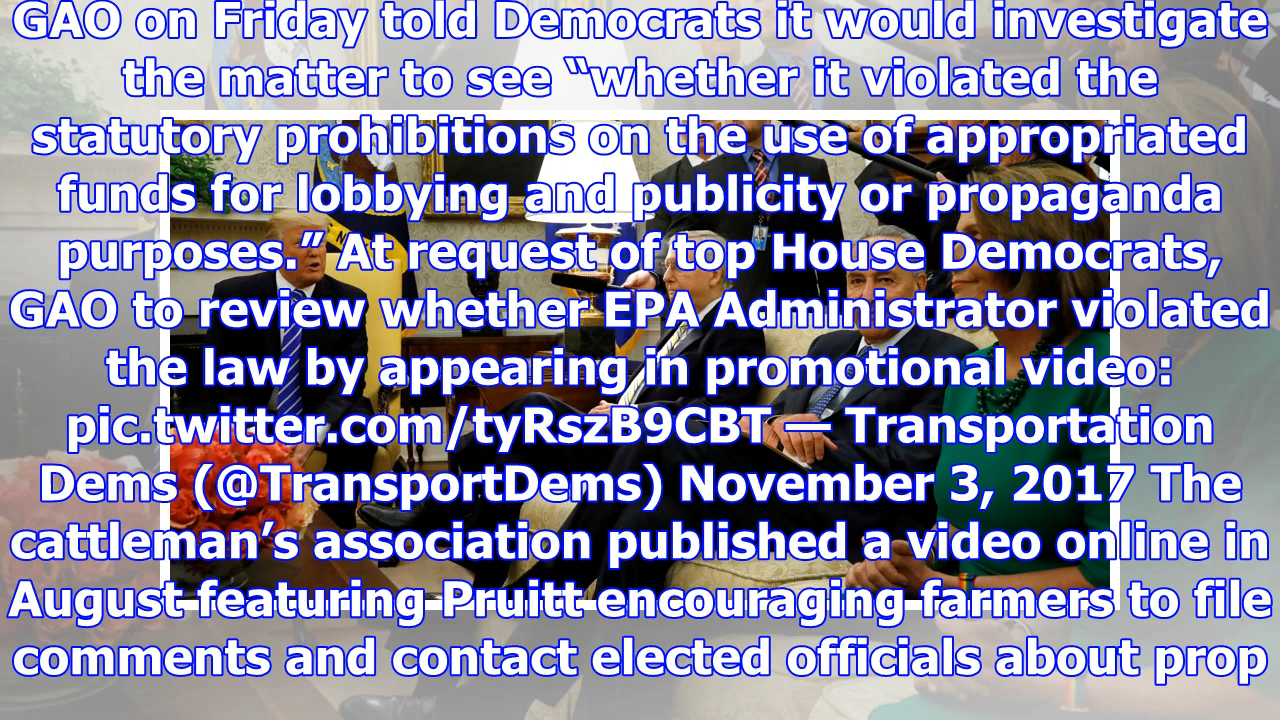 GAO on Friday told Democrats it would investigate
the matter to see “whether it violated the
statutory prohibitions on the use of appropriated
funds for lobbying and publicity or propaganda
purposes.” At request of top House Democrats,
GAO to review whether EPA Administrator violated
the law by appearing in promotional video:
pic.twitter.com/tyRszB9CBT — Transportation
Dems (@TransportDems) November 3, 2017 The
cattleman’s association published a video online in
August featuring Pruitt encouraging farmers to file
comments and contact elected officials about prop